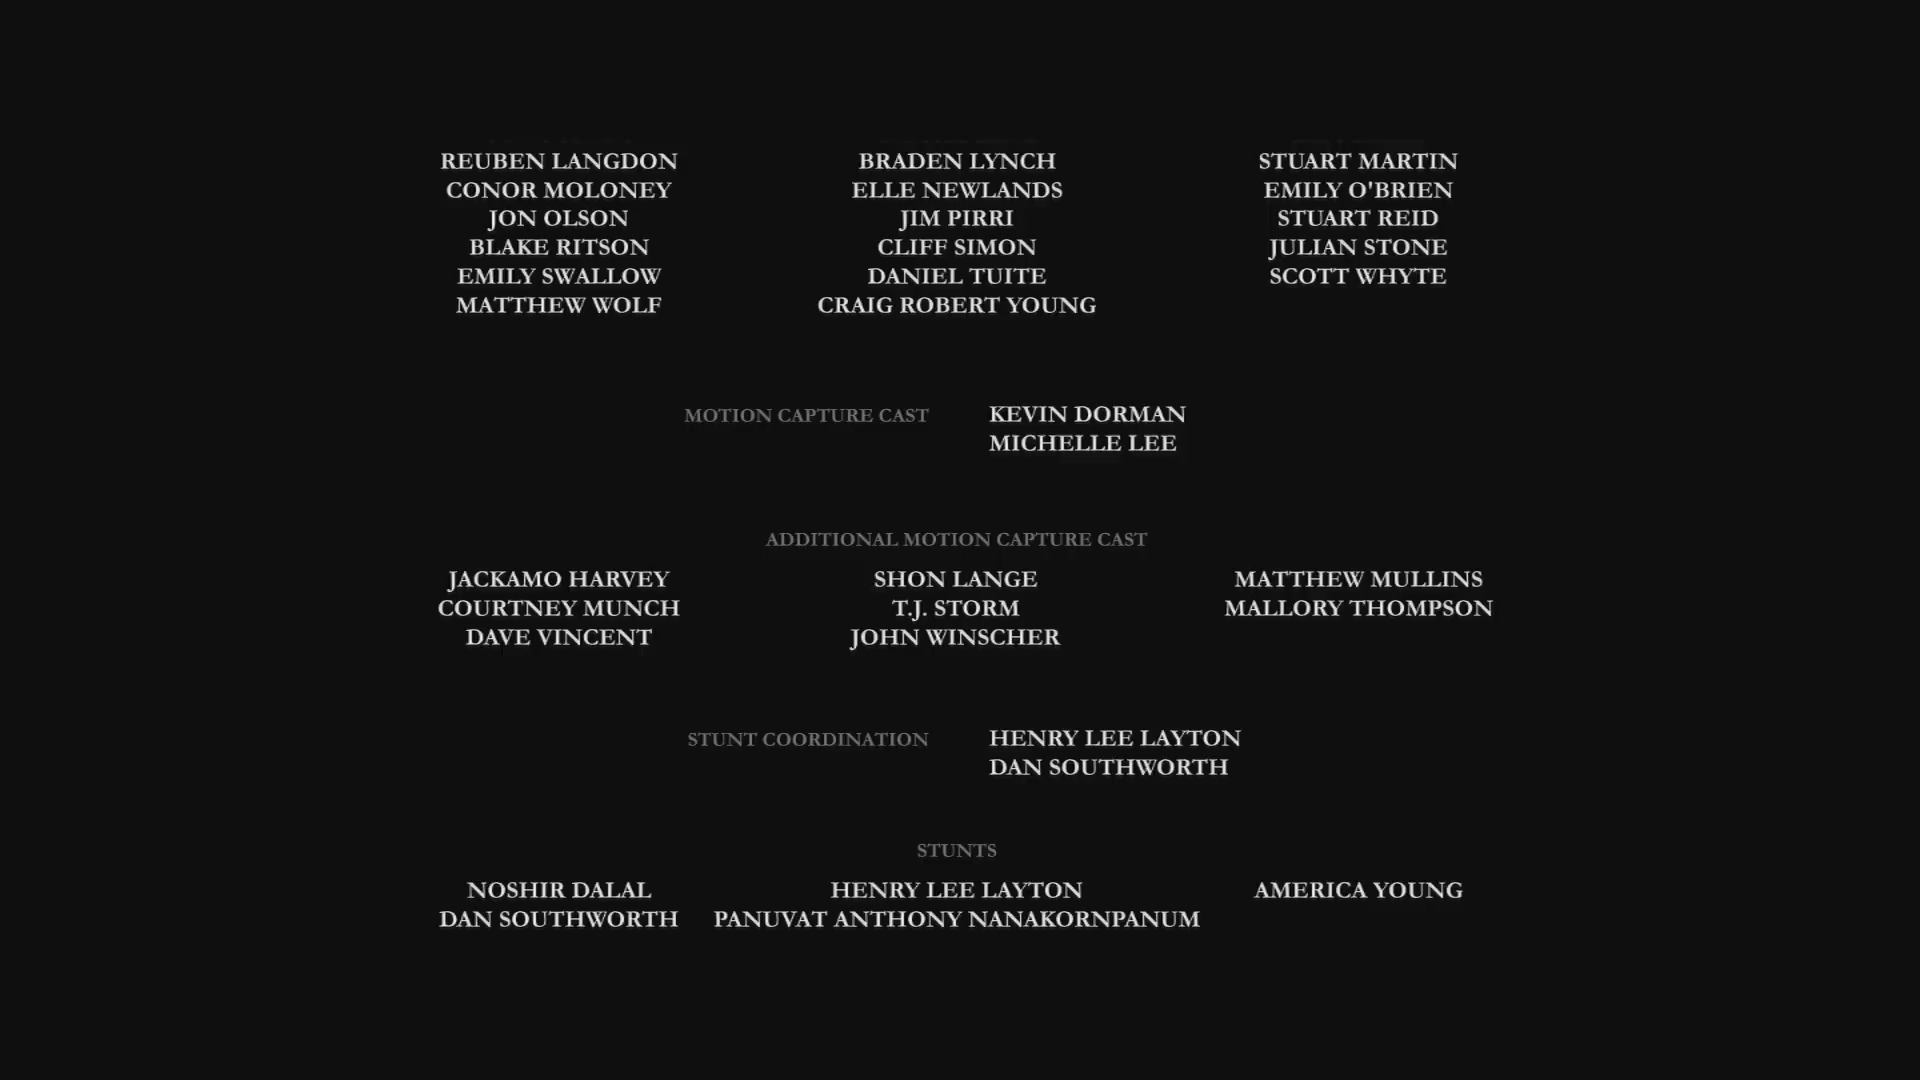 REUBEN LANGDON BRADEN LYNCH STUART MARTIN
CONOR MOLONEY ELLE NEWLANDS EMILY O'BRIEN
JON OLSON JIM PIRRI STUART REID
BLAKE RITSON CLIFF SIMON JULIAN STONE
EMILY SWALLOW DANIEL TUITE SCOTT WHYTE
MATTHEW WOLF CRAIG ROBERT YOUNG
MOTION CAPTURE CAST KEVIN DORMAN
MICHELLE LEE
ADDITIONAL MOTION CAPTURE CAST
JACKAMO HARVEY SHON LANGE MATTHEW MULLINS
COURTNEY MUNCH T.J. STORM MALLORY THOMPSON
DAVE VINCENT JOHN WINSCHER
STUNT COORDINATION HENRY LEE LAYTON
DAN SOUTHWORTH
STUNTS
NOSHIR DALAL HENRY LEE LAYTON AMERICA YOUNG
DAN SOUTHWORTH PANUVAT ANTHONY NANAKORNPANUM